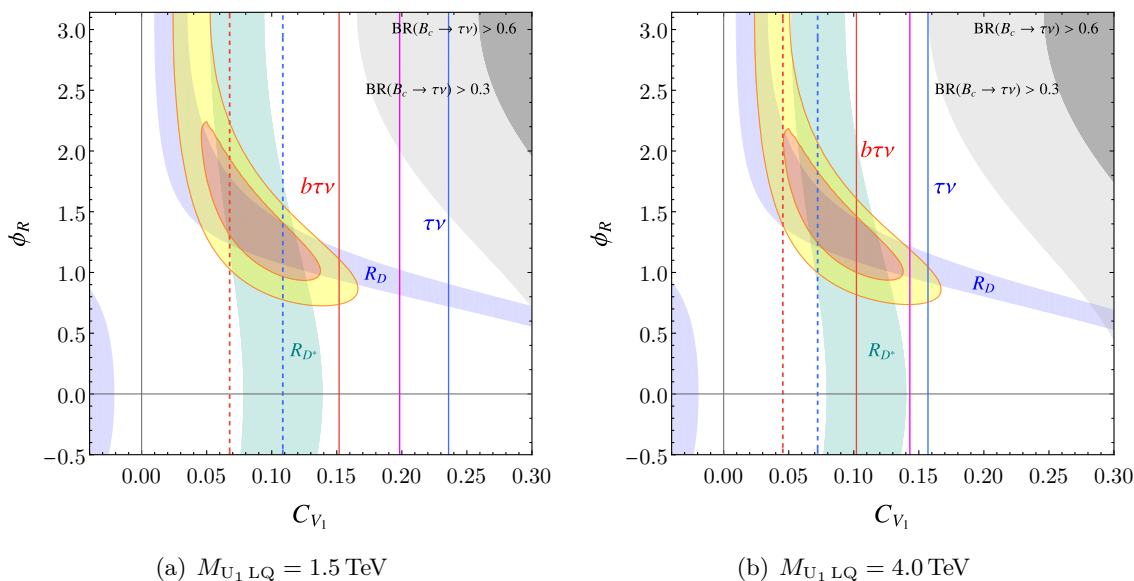 BR(B_c → τν) > 0.6
BR(B_c → τν) > 0.3
bτν
τν
R_D
R_{D*}
3.0
2.5
2.0
1.5
1.0
0.5
0.0
−0.5
ϕ_R
0.00 0.05 0.10 0.15 0.20 0.25 0.30
C_{V_1}
(a) M_{U_1 LQ} = 1.5 TeV
BR(B_c → τν) > 0.6
BR(B_c → τν) > 0.3
bτν
τν
R_D
R_{D*}
3.0
2.5
2.0
1.5
1.0
0.5
0.0
−0.5
ϕ_R
0.00 0.05 0.10 0.15 0.20 0.25 0.30
C_{V_1}
(b) M_{U_1 LQ} = 4.0 TeV